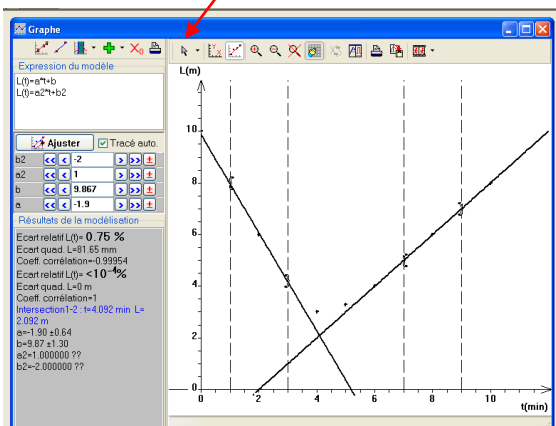 Graphe
Expression du modèle
L(t)=a*t+b
L(t)=a2*t+b2
Ajuster Tracé auto.
b2 << < -2 > >> ±
a2 << < 1 > >> ±
b << < 9.867 > >> ±
a << < -1.9 > >> ±
Résultats de la modélisation
Ecart relatif L(t)= 0.75 %
Ecart quad. L=81.65 mm
Coeff. corrélation=-0.99954
Ecart relatif L(t)= <10⁻⁴%
Ecart quad. L=0 m
Coeff. corrélation=1
Intersection1-2 : t=4.092 min L=
2.092 m
a=-1.90 ±0.64
b=9.87 ±1.30
a2=1.000000 ??
b2=-2.000000 ??
L(m)
10
8
6
4
2
0
0 2 4 6 8 10
t(min)